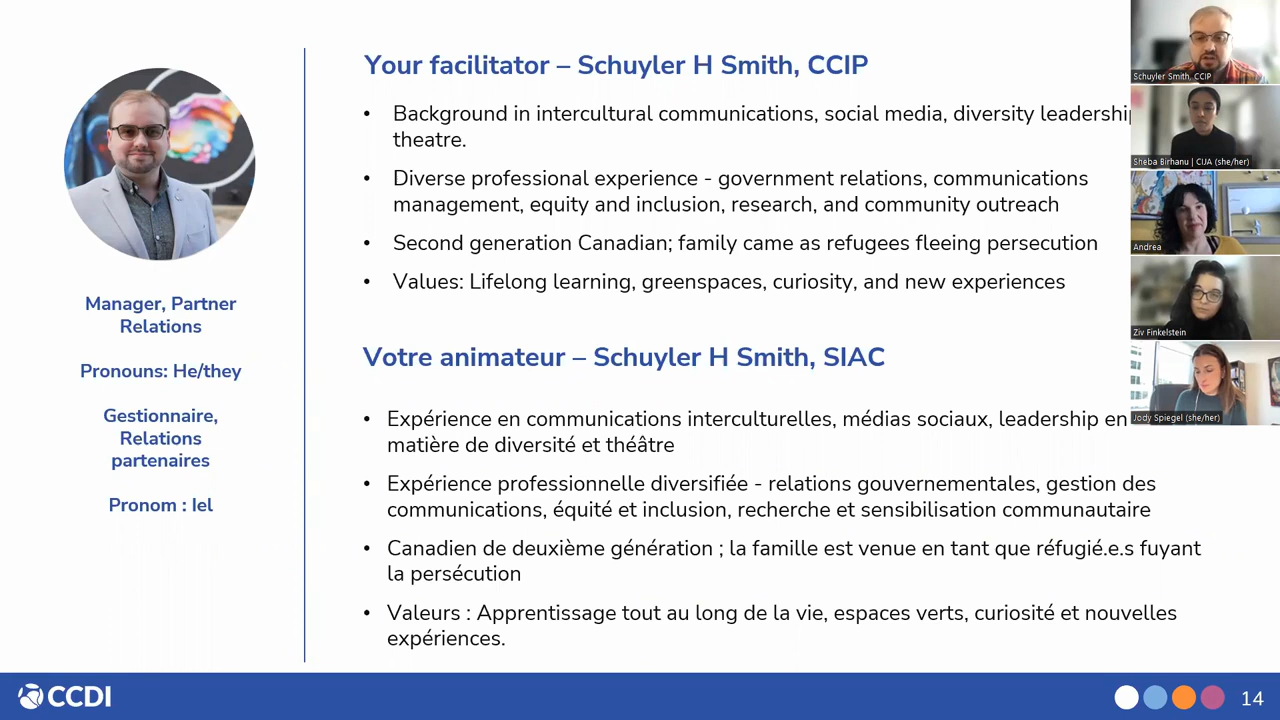 Your facilitator – Schuyler H Smith, CCIP
• Background in intercultural communications, social media, diversity
theatre.
• Diverse professional experience - government relations, communications
management, equity and inclusion, research, and community outreach
• Second generation Canadian; family came as refugees fleeing persecution
• Values: Lifelong learning, greenspaces, curiosity, and new experiences
Manager, Partner
Relations
Pronouns: He/they
Gestionnaire,
Relations
partenaires
Pronom : Iel
Votre animateur – Schuyler H Smith, SIAC
• Expérience en communications interculturelles, médias sociaux, leadership en
matière de diversité et théâtre
• Expérience professionnelle diversifiée - relations gouvernementales, gestion des
communications, équité et inclusion, recherche et sensibilisation communautaire
• Canadien de deuxième génération ; la famille est venue en tant que réfugié.e.s fuyant
la persécution
• Valeurs : Apprentissage tout au long de la vie, espaces verts, curiosité et nouvelles
expériences.
Schuyler Smith, CCIP
Sheba Birhanu | CIJA (she/her)
Andrea
Ziv Finkelstein
Jody Spiegel (she/her)
CCDI
14